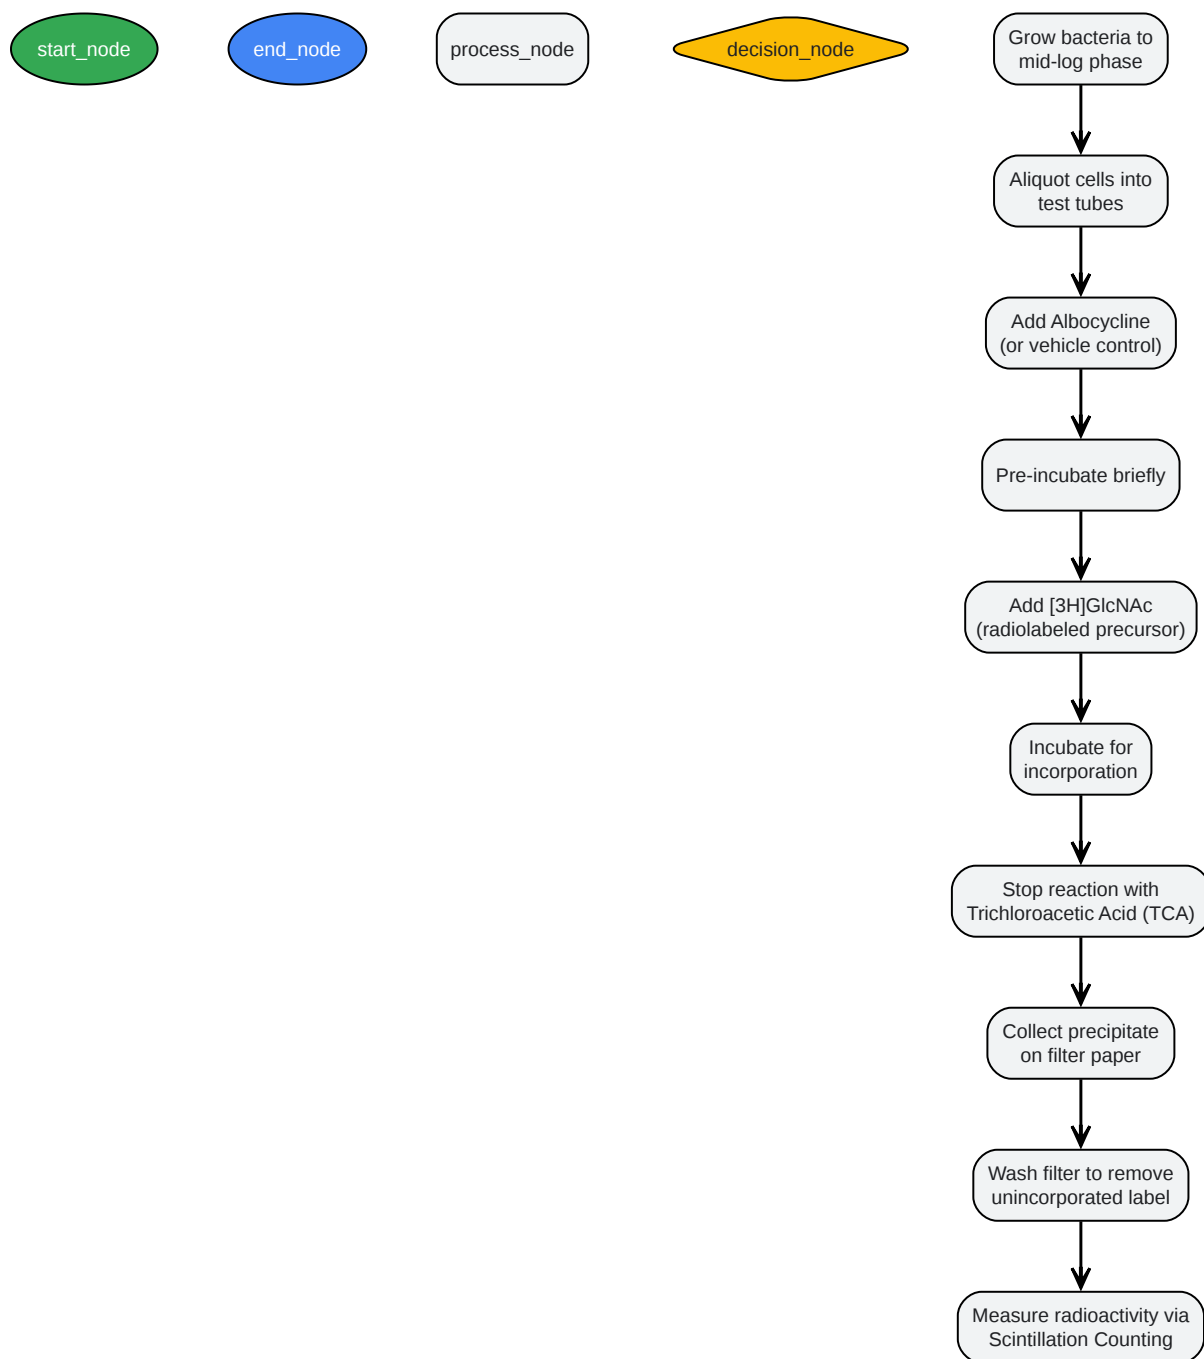 start_node
end_node
process_node
decision_node
Grow bacteria to
mid-log phase
Aliquot cells into
test tubes
Add Albocycline
(or vehicle control)
Pre-incubate briefly
Add [3H]GlcNAc
(radiolabeled precursor)
Incubate for
incorporation
Stop reaction with
Trichloroacetic Acid (TCA)
Collect precipitate
on filter paper
Wash filter to remove
unincorporated label
Measure radioactivity via
Scintillation Counting